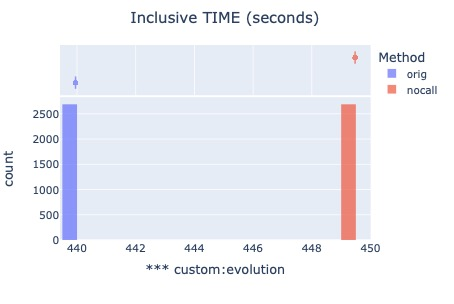 Inclusive TIME (seconds)
Method
orig
nocall
2500
2000
1500
1000
500
0
count
440
442
444
446
448
450
*** custom:evolution